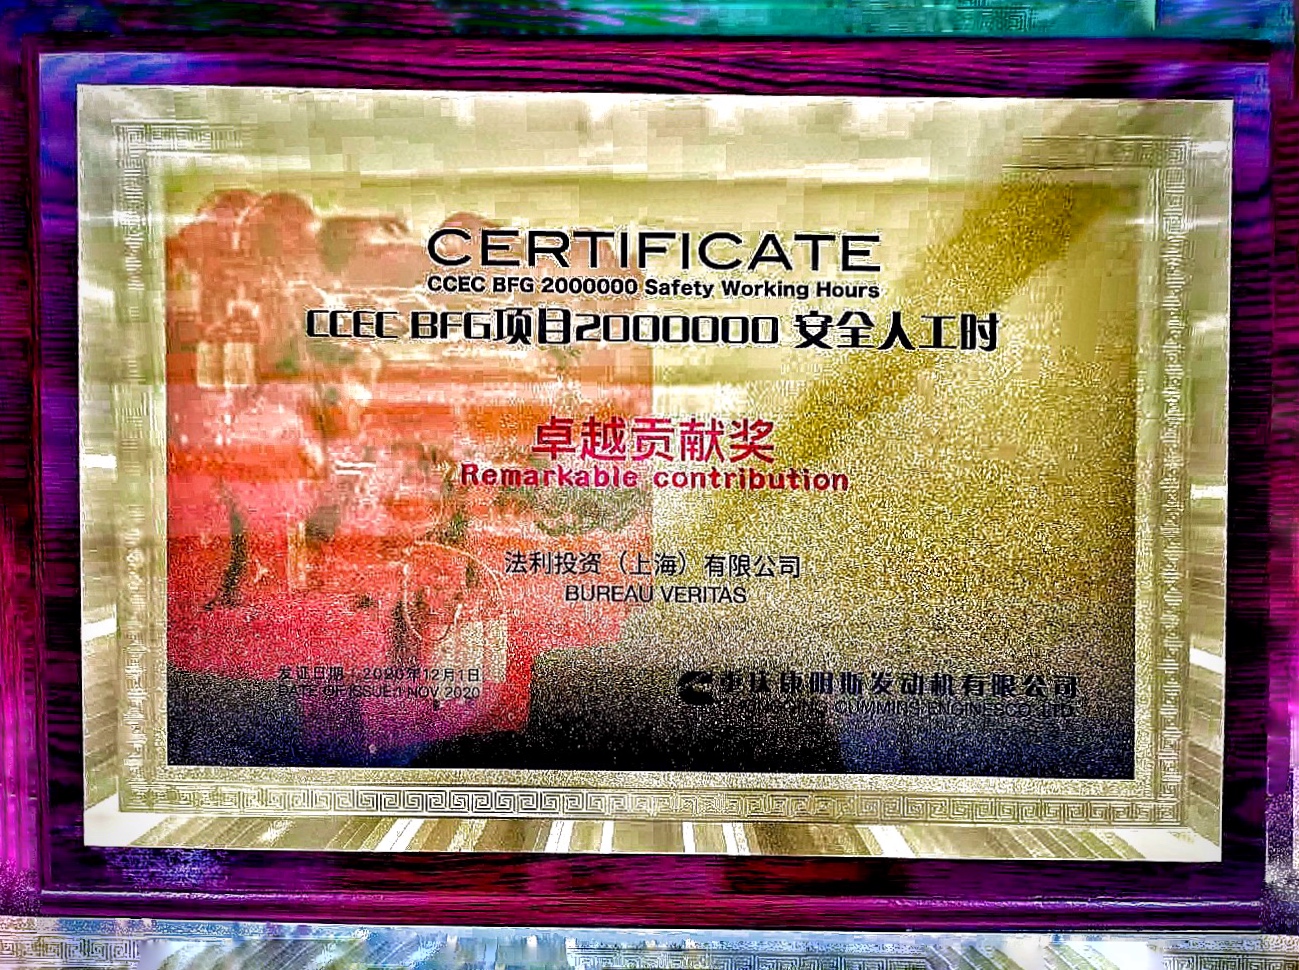 CERTIFICATE
CCEC BFG 2000000 Safety Working Hours
CCEC BFG项目2000000 安全人工时
卓越贡献奖
Remarkable contribution
法利投资（上海）有限公司
BUREAU VERITAS
发证日期：2020年12月1日
DATE OF ISSUE:1 NOV 2020
重庆康明斯发动机有限公司
CUMMINS ENGINES CO., LTD.